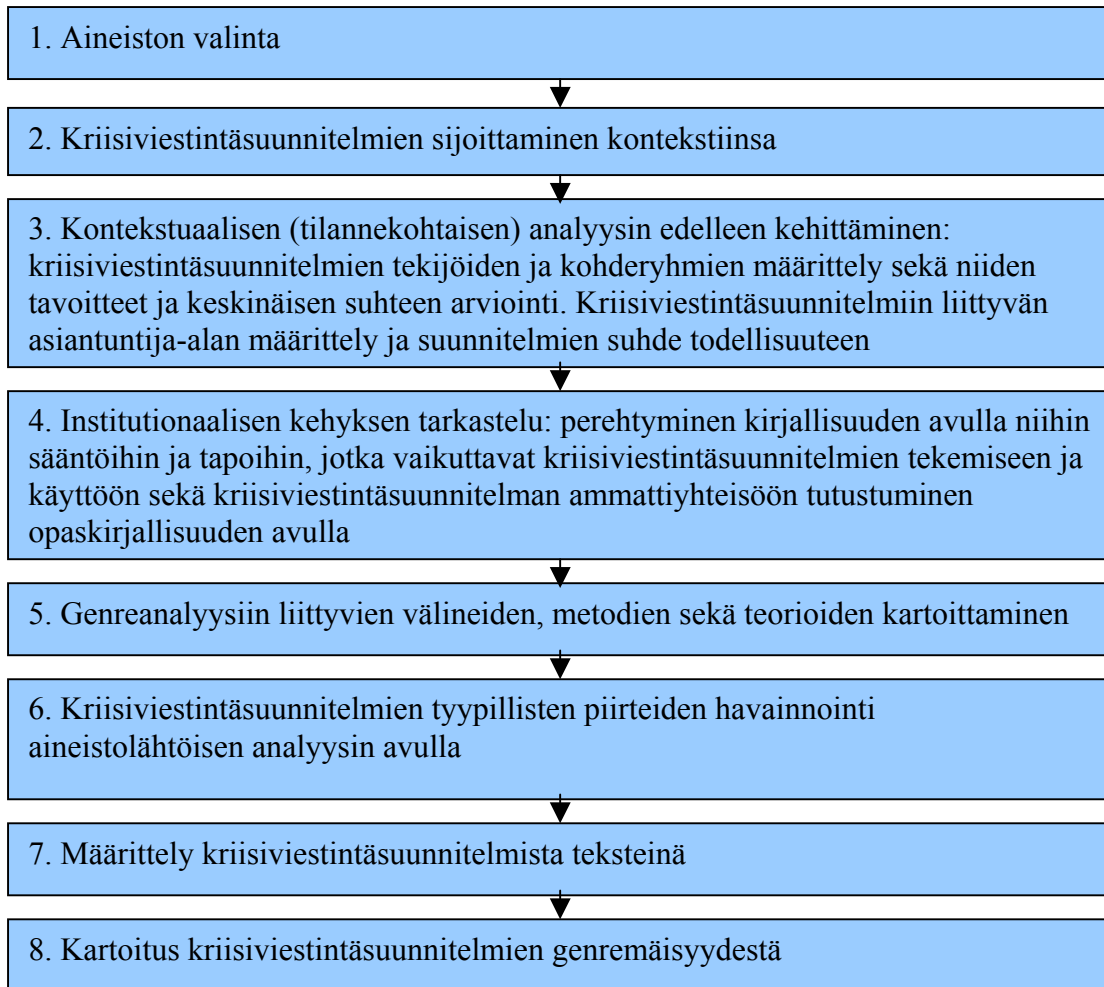 1. Aineiston valinta
2. Kriisiviestintäsuunnitelmien sijoittaminen kontekstiinsa
3. Kontekstuaalisen (tilannekohtaisen) analyysin edelleen kehittäminen:
kriisiviestintäsuunnitelmien tekijöiden ja kohderyhmien määrittely sekä niiden
tavoitteet ja keskinäisen suhteen arviointi. Kriisiviestintäsuunnitelmiin liittyvän
asiantuntija-alan määrittely ja suunnitelmien suhde todellisuuteen
4. Institutionaalisen kehyksen tarkastelu: perehtyminen kirjallisuuden avulla niihin
sääntöihin ja tapoihin, jotka vaikuttavat kriisiviestintäsuunnitelmien tekemiseen ja
käyttöön sekä kriisiviestintäsuunnitelman ammattiyhteisöön tutustuminen
opaskirjallisuuden avulla
5. Genreanalyysiin liittyvien välineiden, metodien sekä teorioiden kartoittaminen
6. Kriisiviestintäsuunnitelmien tyypillisten piirteiden havainnointi
aineistolähtöisen analyysin avulla
7. Määrittely kriisiviestintäsuunnitelmista teksteinä
8. Kartoitus kriisiviestintäsuunnitelmien genremäisyydestä